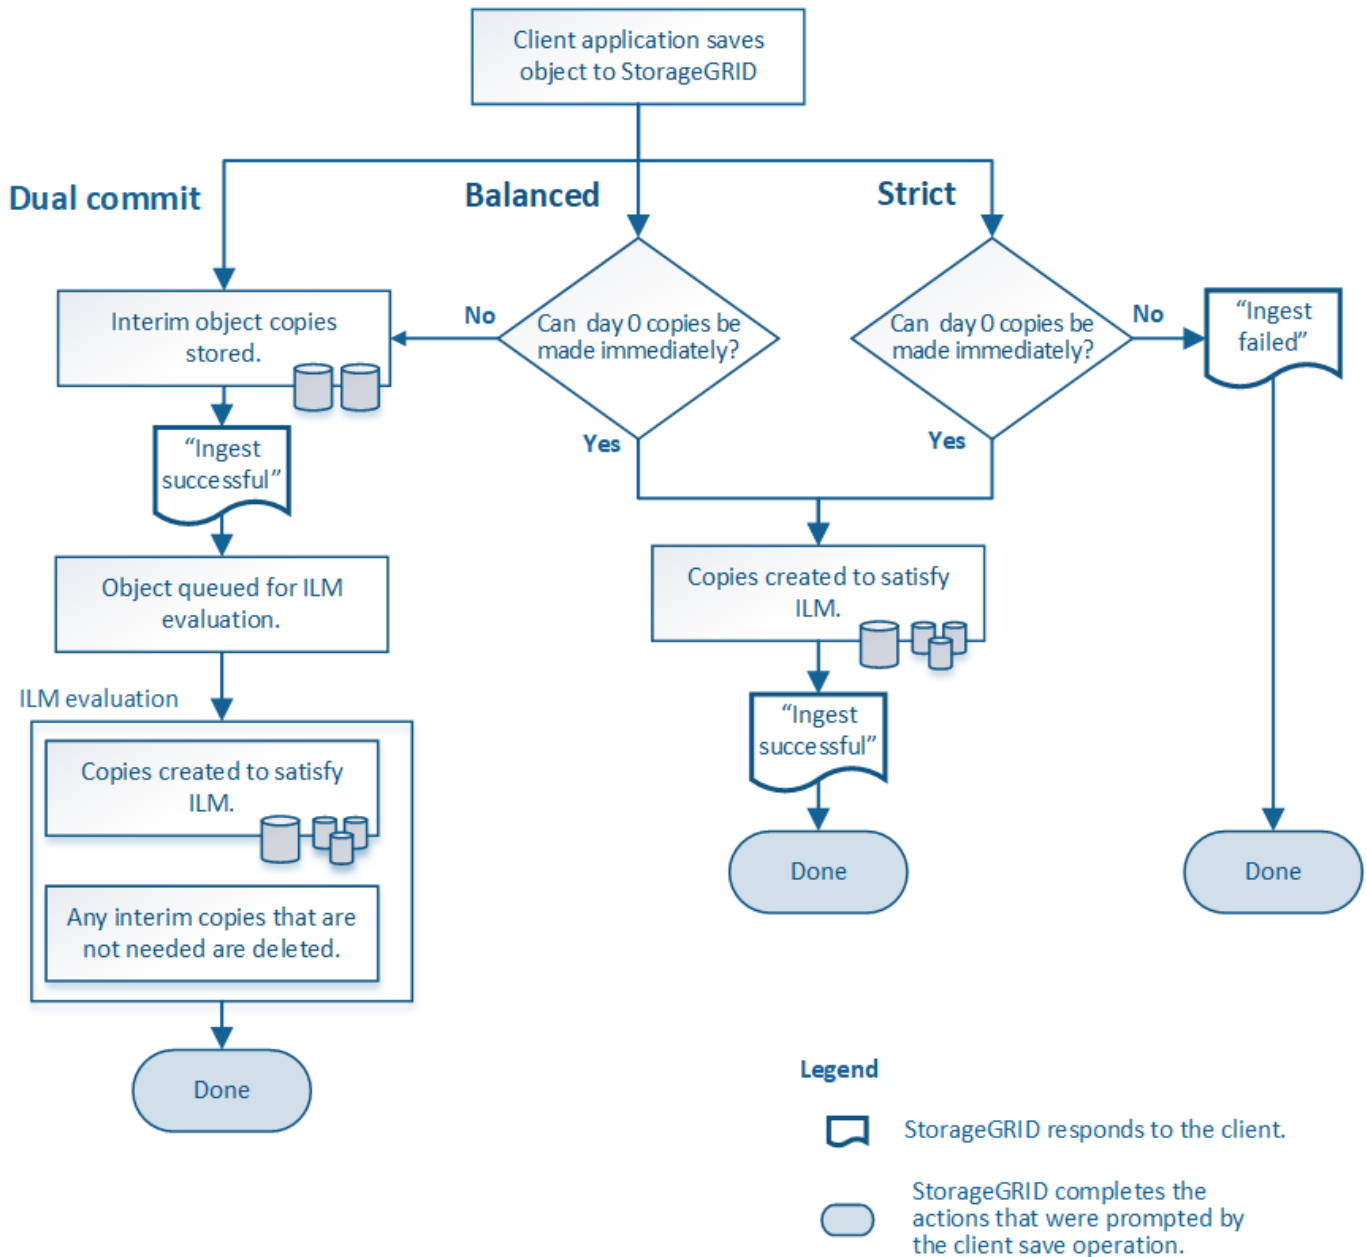 Client application saves
object to StorageGRID
Dual commit
Balanced
Strict
Interim object copies
stored.
No
Can day 0 copies be
made immediately?
Can day 0 copies be
made immediately?
No
“Ingest
failed”
“Ingest
successful”
Yes
Yes
Object queued for ILM
evaluation.
Copies created to satisfy
ILM.
ILM evaluation
“Ingest
successful”
Copies created to satisfy
ILM.
Any interim copies that are
not needed are deleted.
Done
Done
Done
Legend
StorageGRID responds to the client.
StorageGRID completes the
actions that were prompted by
the client save operation.